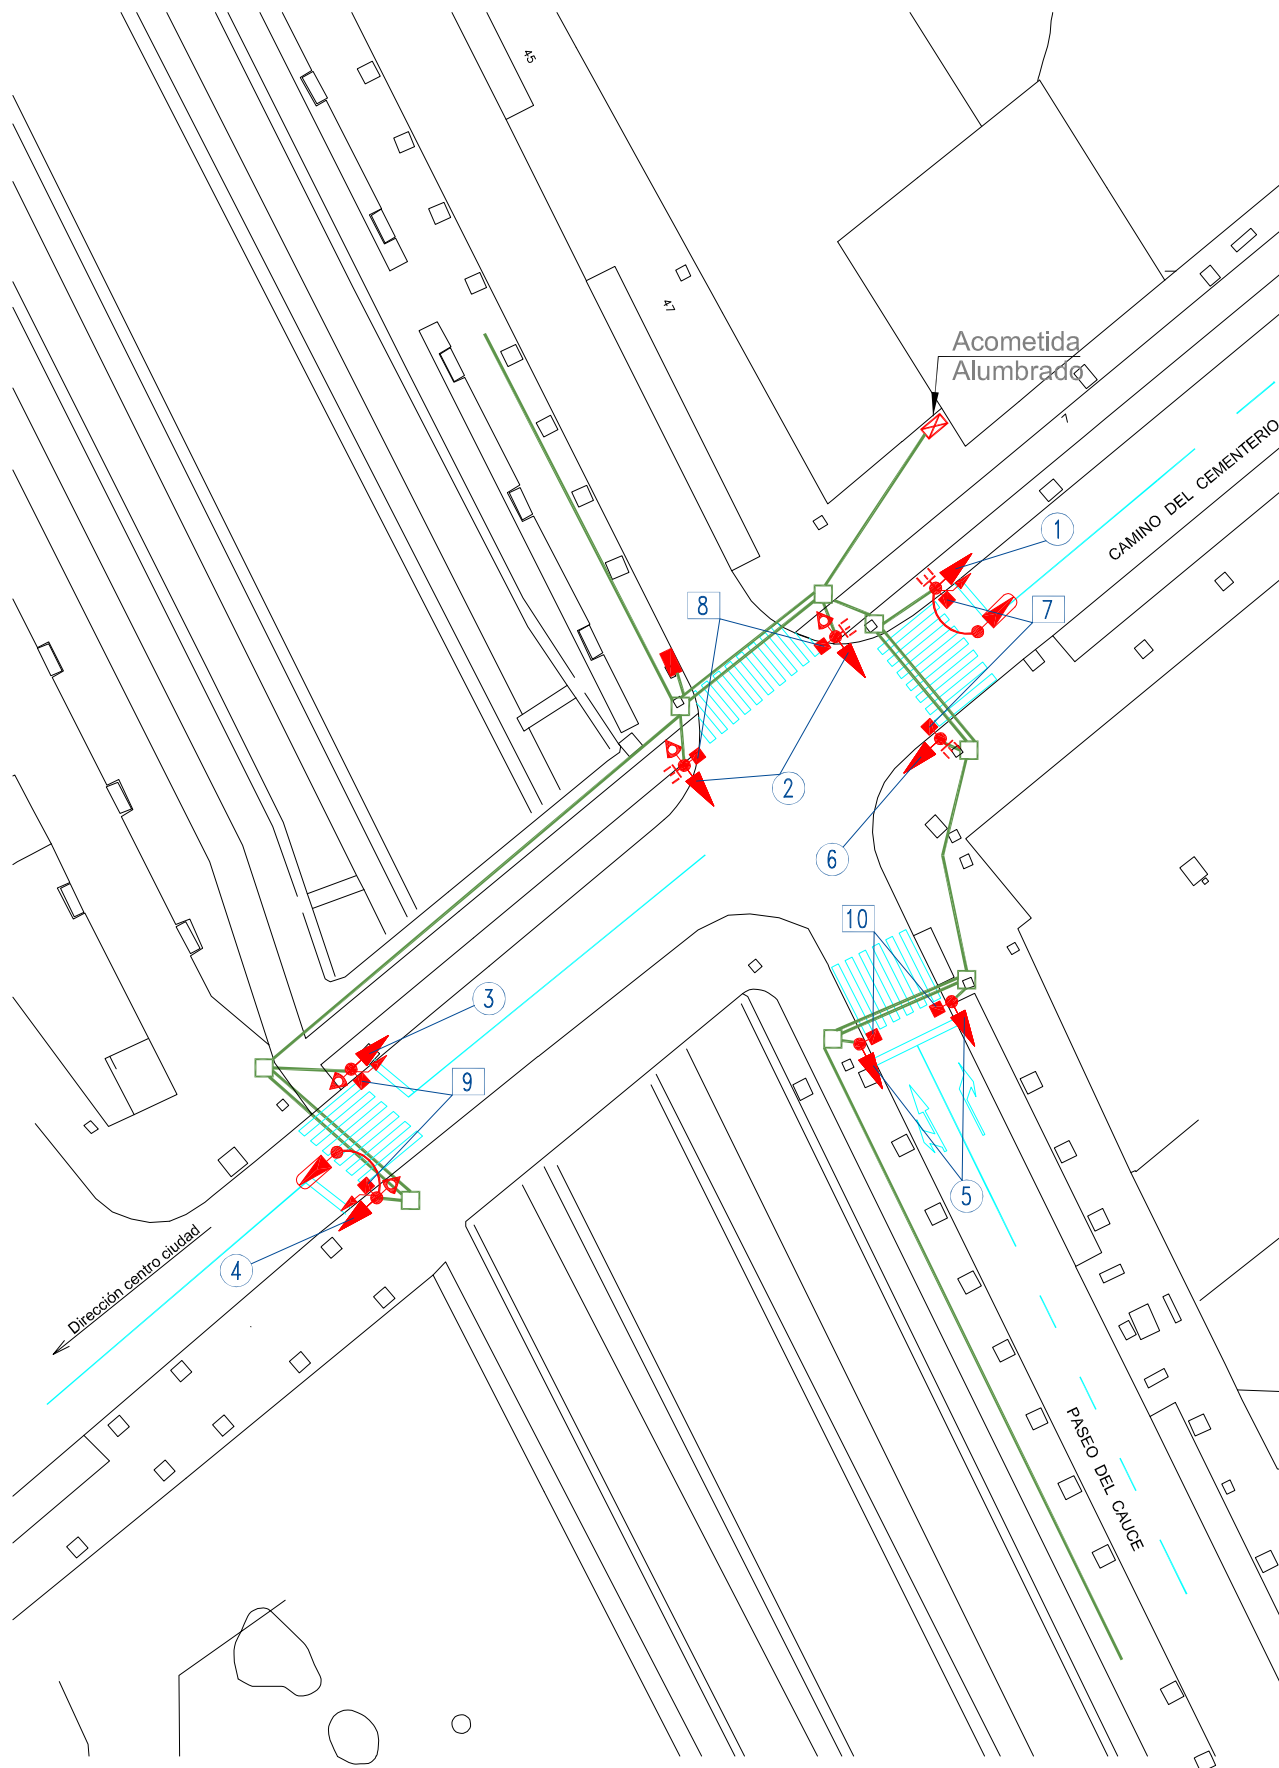 45
47
Acometida
Alumbrado
7
CAMINO DEL CEMENTERIO
1
8
7
2
6
10
3
9
5
4
Dirección centro ciudad
PASEO DEL CAUCE